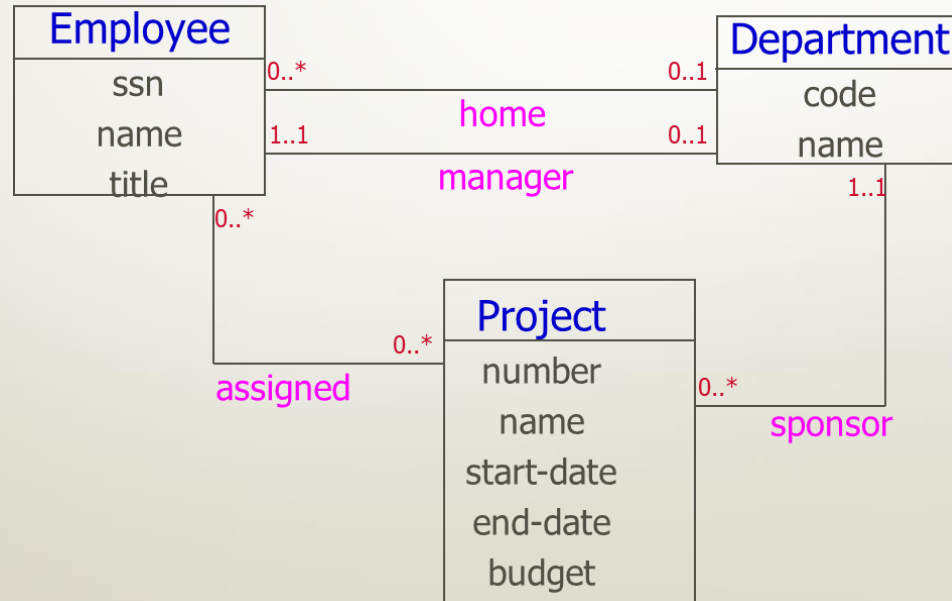 Employee
ssn
name
title
Department
code
name
0..*
0..1
home
1..1
0..1
manager
0..*
1..1
0..*
assigned
Project
number
name
start-date
end-date
budget
0..*
sponsor